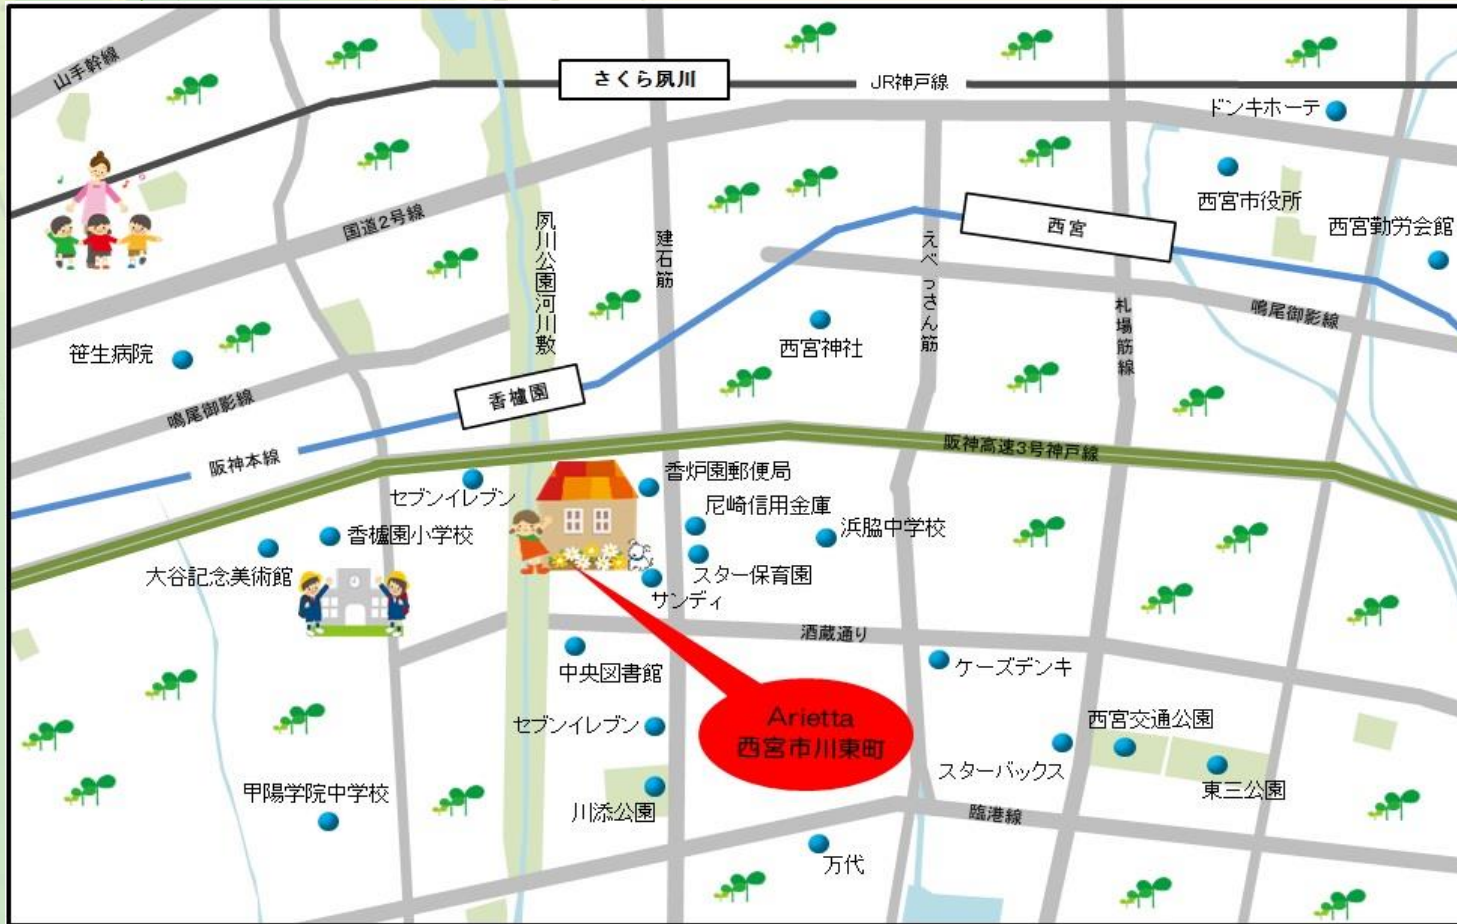 山手幹線
さくら夙川
JR神戸線
ドンキホーテ
西宮市役所
西宮勤労会館
国道2号線
夙川公園河川敷
建石筋
えべっさん筋
西宮
札場筋線
鳴尾御影線
笹生病院
西宮神社
香櫨園
鳴尾御影線
阪神本線
阪神高速3号神戸線
セブンイレブン
香炉園郵便局
尼崎信用金庫
香櫨園小学校
浜脇中学校
大谷記念美術館
スター保育園
サンディ
酒蔵通り
中央図書館
ケーズデンキ
セブンイレブン
Arietta
西宮市川東町
西宮交通公園
スターバックス
東三公園
甲陽学院中学校
川添公園
臨港線
万代